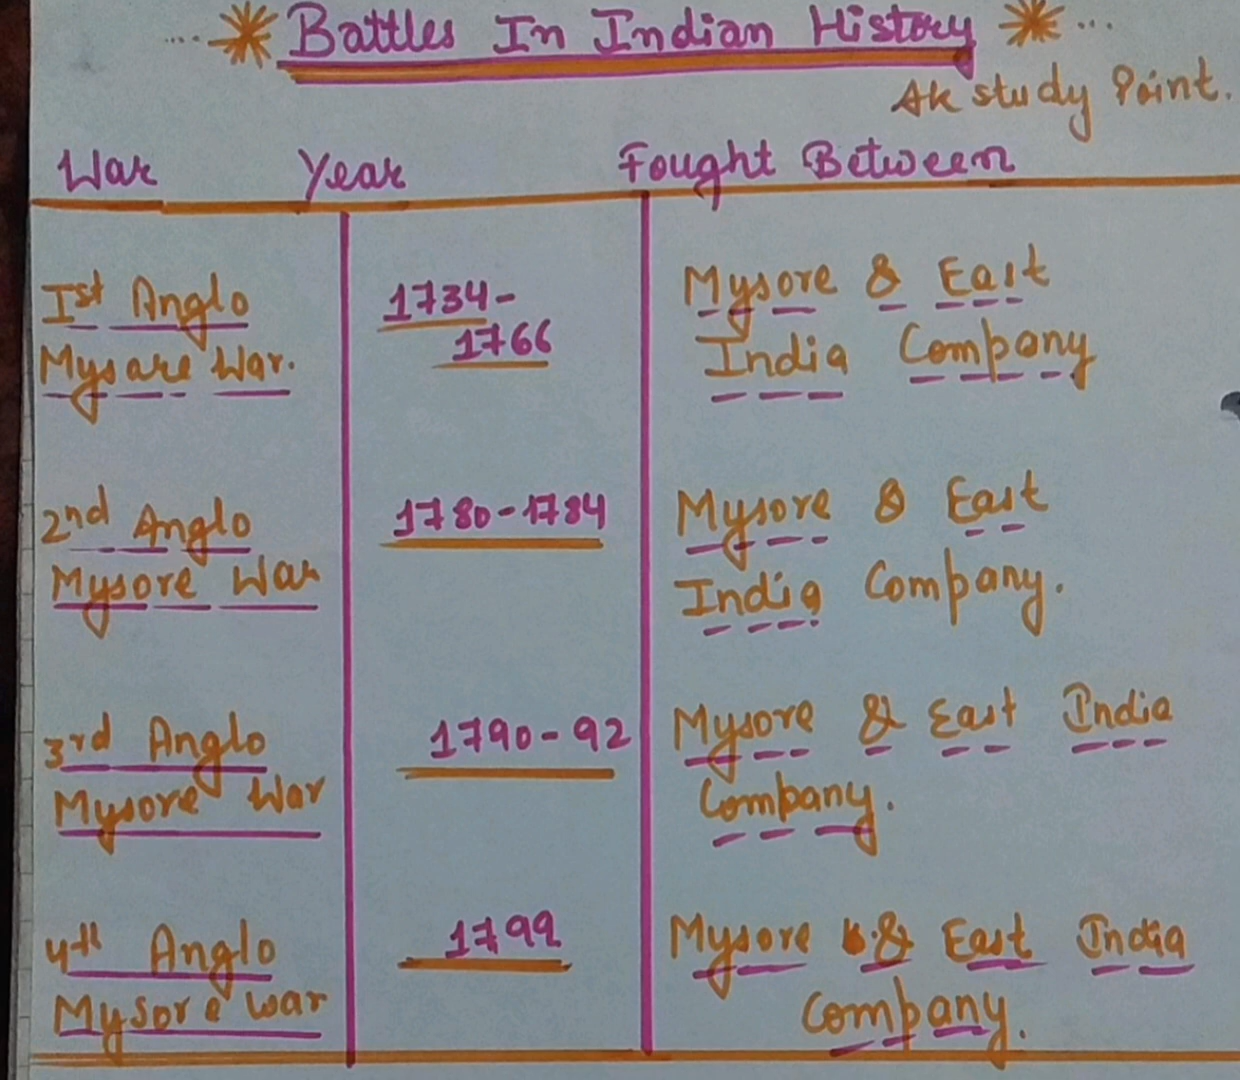 Battles In Indian History
Ak study Point.
War Year Fought Between
Ist Anglo
Mysare War.
1734-
1766
Mysore & East
India Company
2nd Anglo
Mysore War
1780-1784
Mysore & East
India Company.
3rd Anglo
Mysore War
1790-92
Mysore & East India
Company.
4th Anglo
Mysore war
1799
Mysore & East India
Company.